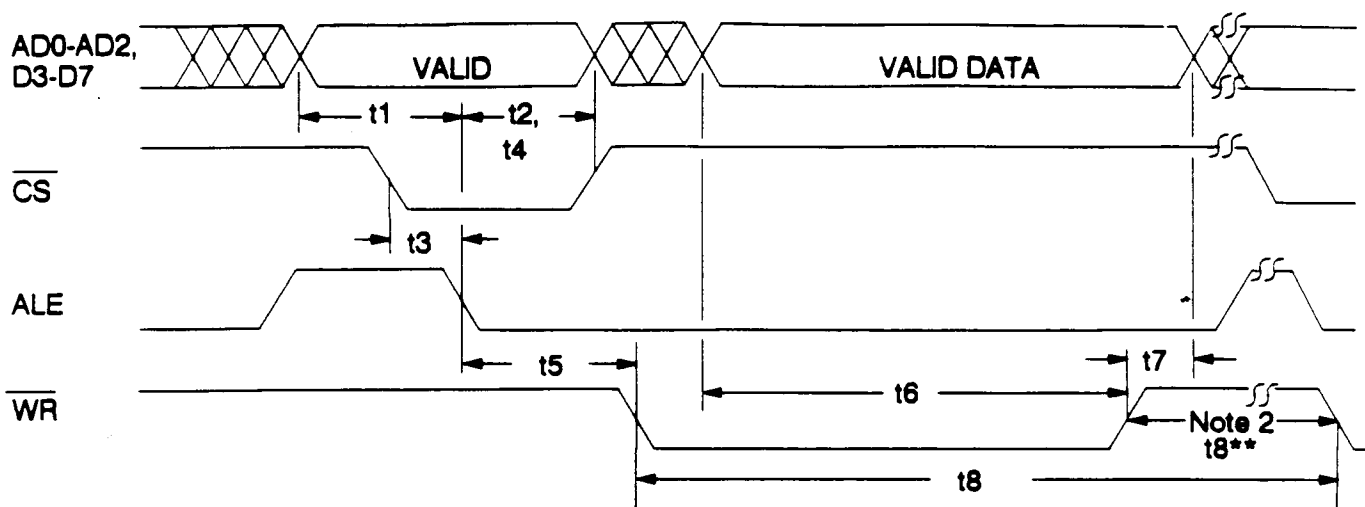 AD0-AD2,
D3-D7
VALID
VALID DATA
t1
t2,
t4
CS
t3
ALE
t5
t7
t6
WR
Note 2
t8**
t8